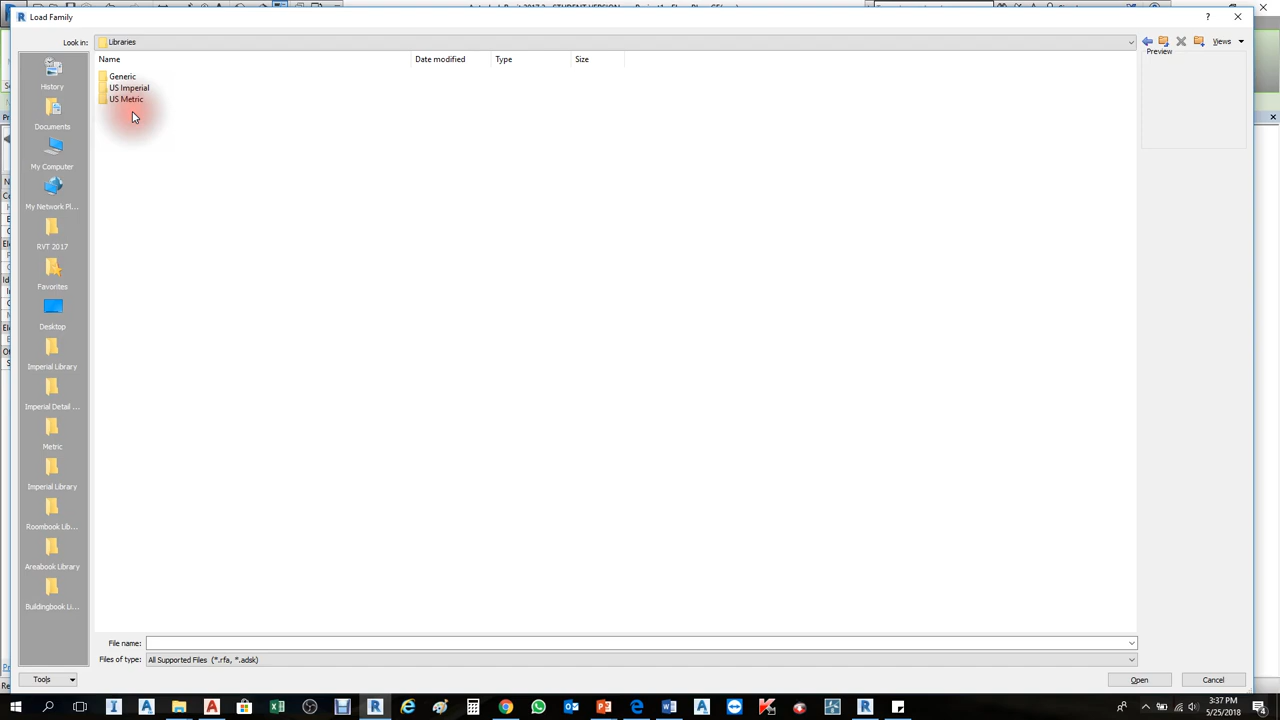 Load Family
Look in:
Libraries
Views
Name
Date modified
Type
Size
Preview
Generic
US Imperial
US Metric
History
Documents
My Computer
My Network Pl...
RVT 2017
Favorites
Desktop
Imperial Library
Imperial Detail ...
Metric
Imperial Library
Roombook Lib...
Areabook Library
Buildingbook Li...
File name:
Files of type:
All Supported Files (*.rfa, *.adsk)
Tools
Open
Cancel
3:37 PM
5/25/2018